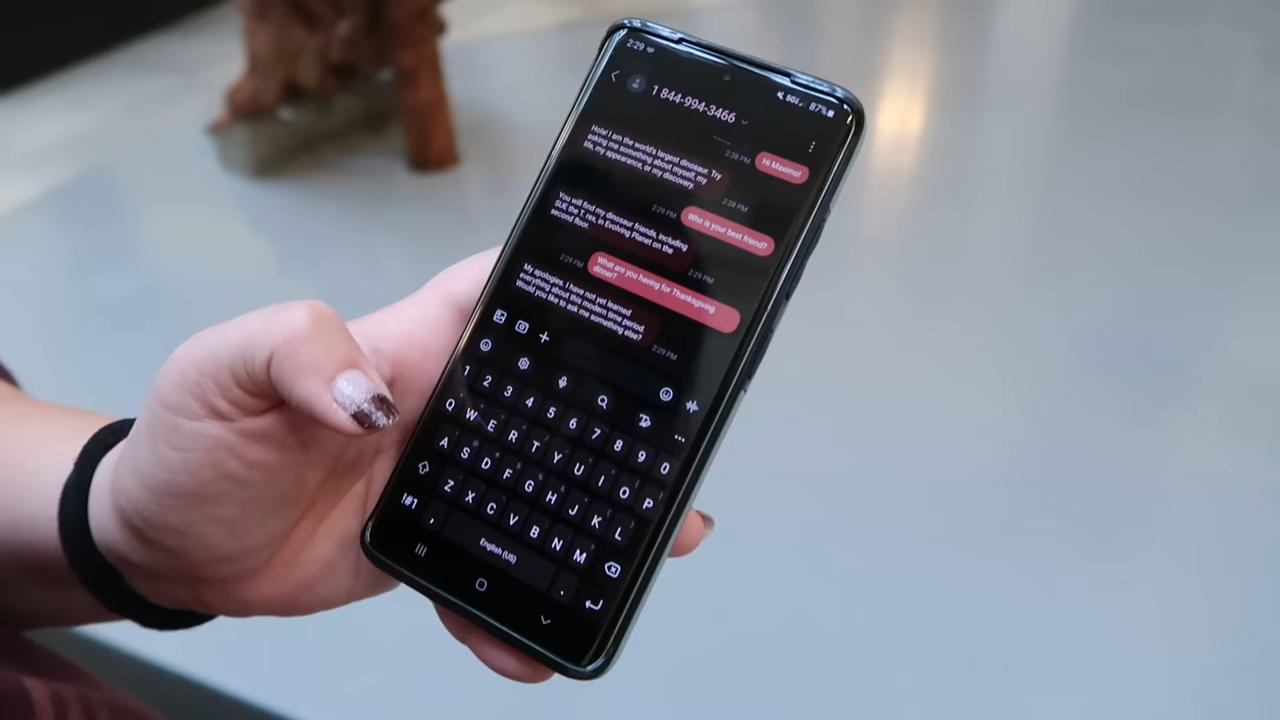 2:29
5G 87%
1 844-994-3466
2:28 PM
Hi Maximo!
Hola! I am the world's largest dinosaur. Try
asking me something about myself, my
life, my appearance, or my discovery.
2:28 PM
2:29 PM
Who is your best friend?
You will find my dinosaur friends, including
SUE the T. rex, in Evolving Planet on the
second floor.
2:29 PM
2:29 PM
What are you having for Thanksgiving
dinner?
My apologies. I have not yet learned
everything about this modern time period.
Would you like to ask me something else?
2:29 PM
1 2 3 4 5 6 7 8 9 0
Q W E R T Y U I O P
A S D F G H J K L
Z X C V B N M
!#1 , English (US) .